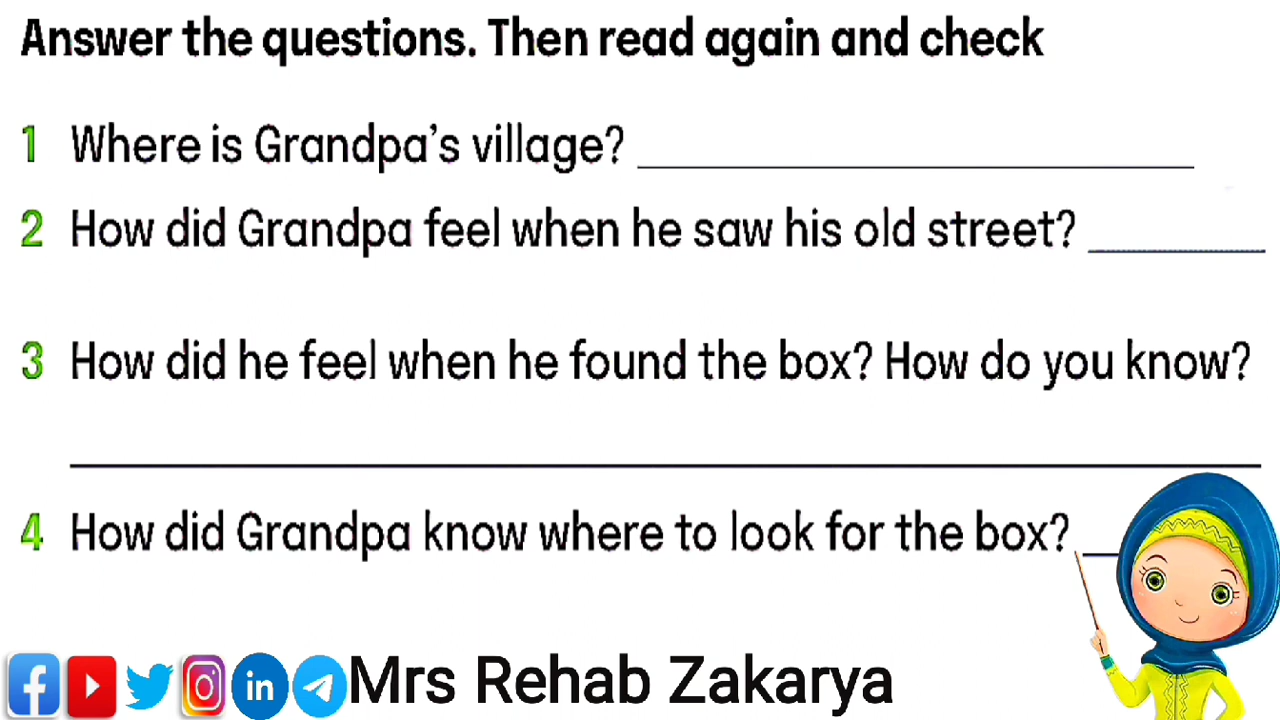 Answer the questions. Then read again and check
1 Where is Grandpa's village?
2 How did Grandpa feel when he saw his old street?
3 How did he feel when he found the box? How do you know?
4 How did Grandpa know where to look for the box?
Mrs Rehab Zakarya